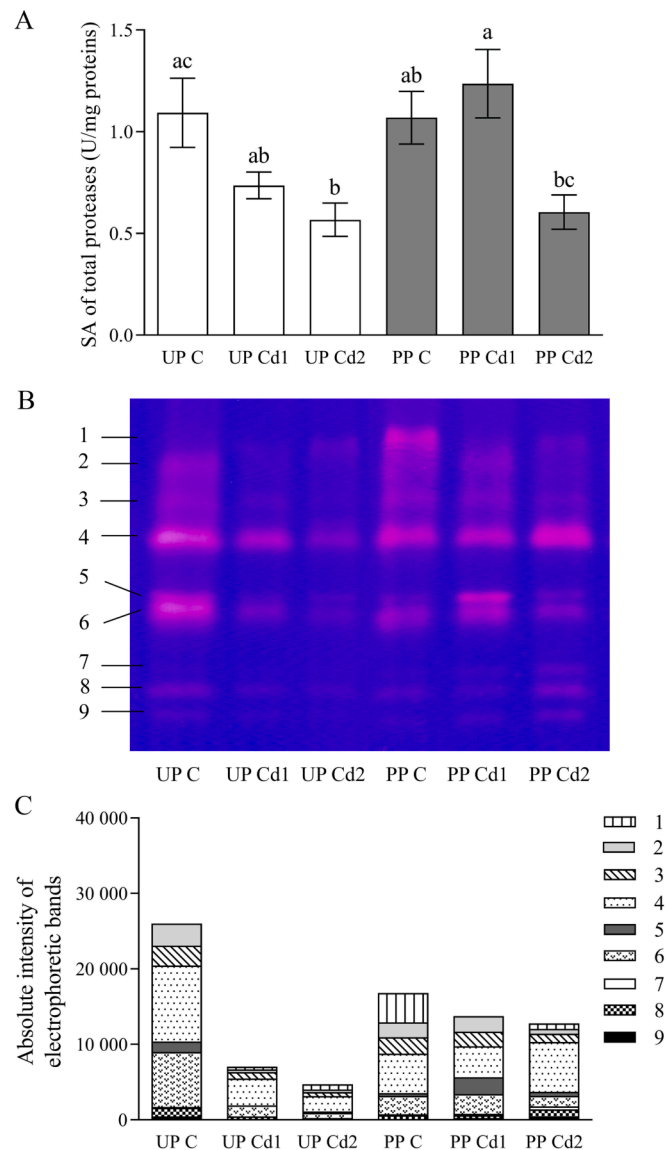 A
SA of total proteases (U/mg proteins)
1.5
1.0
0.5
0.0
ac
ab
b
ab
a
bc
UP C UP Cd1 UP Cd2 PP C PP Cd1 PP Cd2
B
1
2
3
4
5
6
7
8
9
UP C UP Cd1 UP Cd2 PP C PP Cd1 PP Cd2
C
Absolute intensity of
electrophoretic bands
40 000
30 000
20 000
10 000
0
UP C UP Cd1 UP Cd2 PP C PP Cd1 PP Cd2
1
2
3
4
5
6
7
8
9